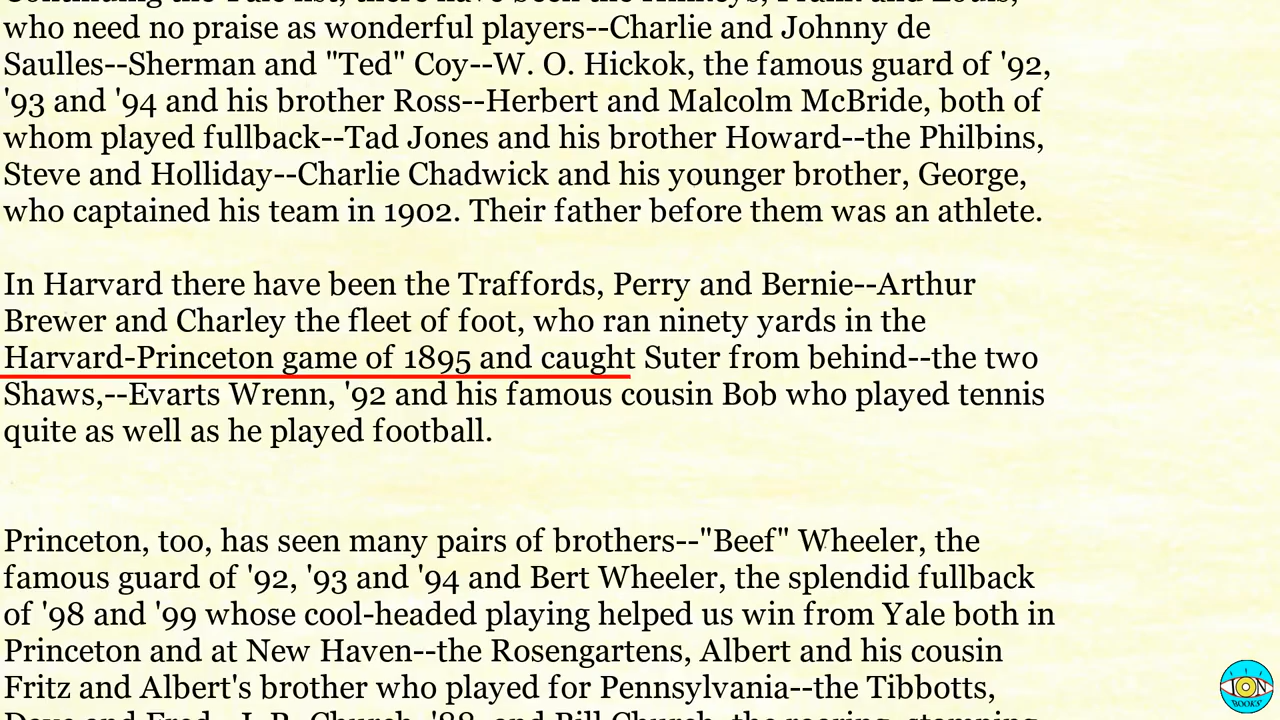 who need no praise as wonderful players--Charlie and Johnny de
Saulles--Sherman and "Ted" Coy--W. O. Hickok, the famous guard of '92,
'93 and '94 and his brother Ross--Herbert and Malcolm McBride, both of
whom played fullback--Tad Jones and his brother Howard--the Philbins,
Steve and Holliday--Charlie Chadwick and his younger brother, George,
who captained his team in 1902. Their father before them was an athlete.
In Harvard there have been the Traffords, Perry and Bernie--Arthur
Brewer and Charley the fleet of foot, who ran ninety yards in the
Harvard-Princeton game of 1895 and caught Suter from behind--the two
Shaws,--Evarts Wrenn, '92 and his famous cousin Bob who played tennis
quite as well as he played football.
Princeton, too, has seen many pairs of brothers--"Beef" Wheeler, the
famous guard of '92, '93 and '94 and Bert Wheeler, the splendid fullback
of '98 and '99 whose cool-headed playing helped us win from Yale both in
Princeton and at New Haven--the Rosengartens, Albert and his cousin
Fritz and Albert's brother who played for Pennsylvania--the Tibbotts,
ION
BOOKS